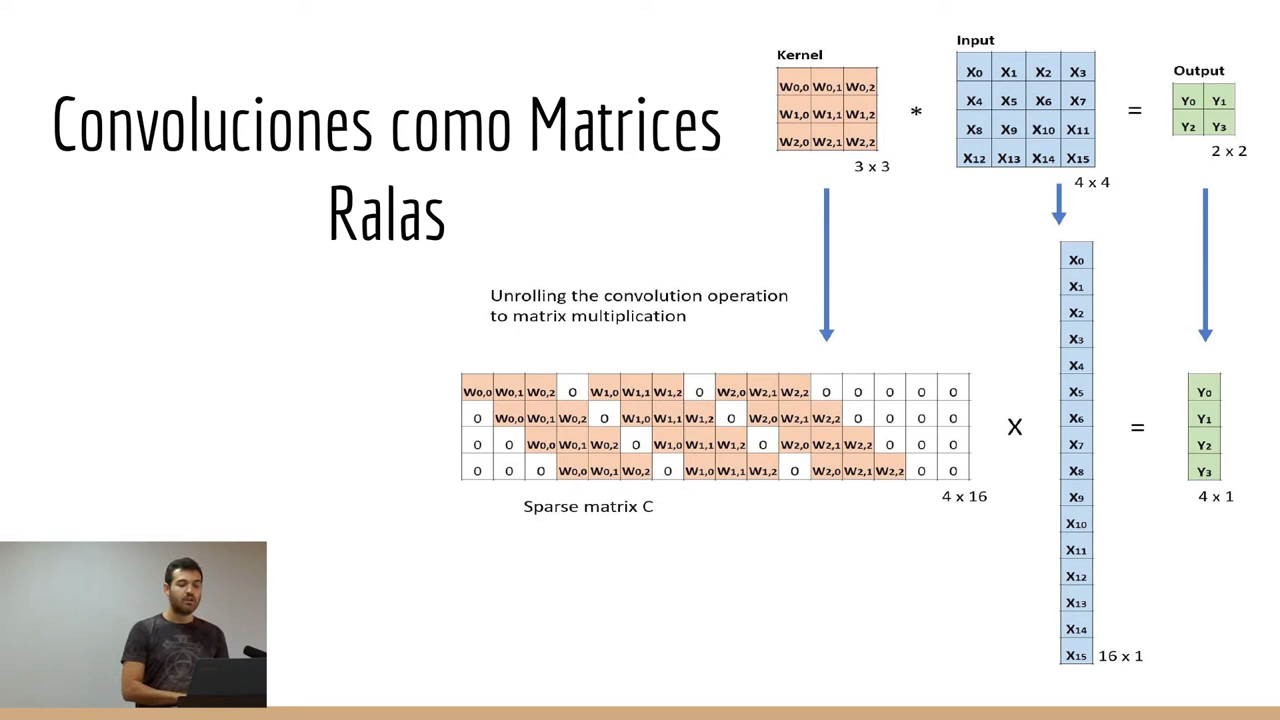 Convoluciones como Matrices
Ralas
Kernel
W0,0 W0,1 W0,2
W1,0 W1,1 W1,2
W2,0 W2,1 W2,2
3 x 3
*
Input
X0 X1 X2 X3
X4 X5 X6 X7
X8 X9 X10 X11
X12 X13 X14 X15
4 x 4
=
Output
Y0 Y1
Y2 Y3
2 x 2
Unrolling the convolution operation
to matrix multiplication
W0,0 W0,1 W0,2 0 W1,0 W1,1 W1,2 0 W2,0 W2,1 W2,2 0 0 0 0 0
0 W0,0 W0,1 W0,2 0 W1,0 W1,1 W1,2 0 W2,0 W2,1 W2,2 0 0 0 0
0 0 W0,0 W0,1 W0,2 0 W1,0 W1,1 W1,2 0 W2,0 W2,1 W2,2 0 0 0
0 0 0 W0,0 W0,1 W0,2 0 W1,0 W1,1 W1,2 0 W2,0 W2,1 W2,2 0 0
4 x 16
Sparse matrix C
X
X0
X1
X2
X3
X4
X5
X6
X7
X8
X9
X10
X11
X12
X13
X14
X15
16 x 1
=
Y0
Y1
Y2
Y3
4 x 1